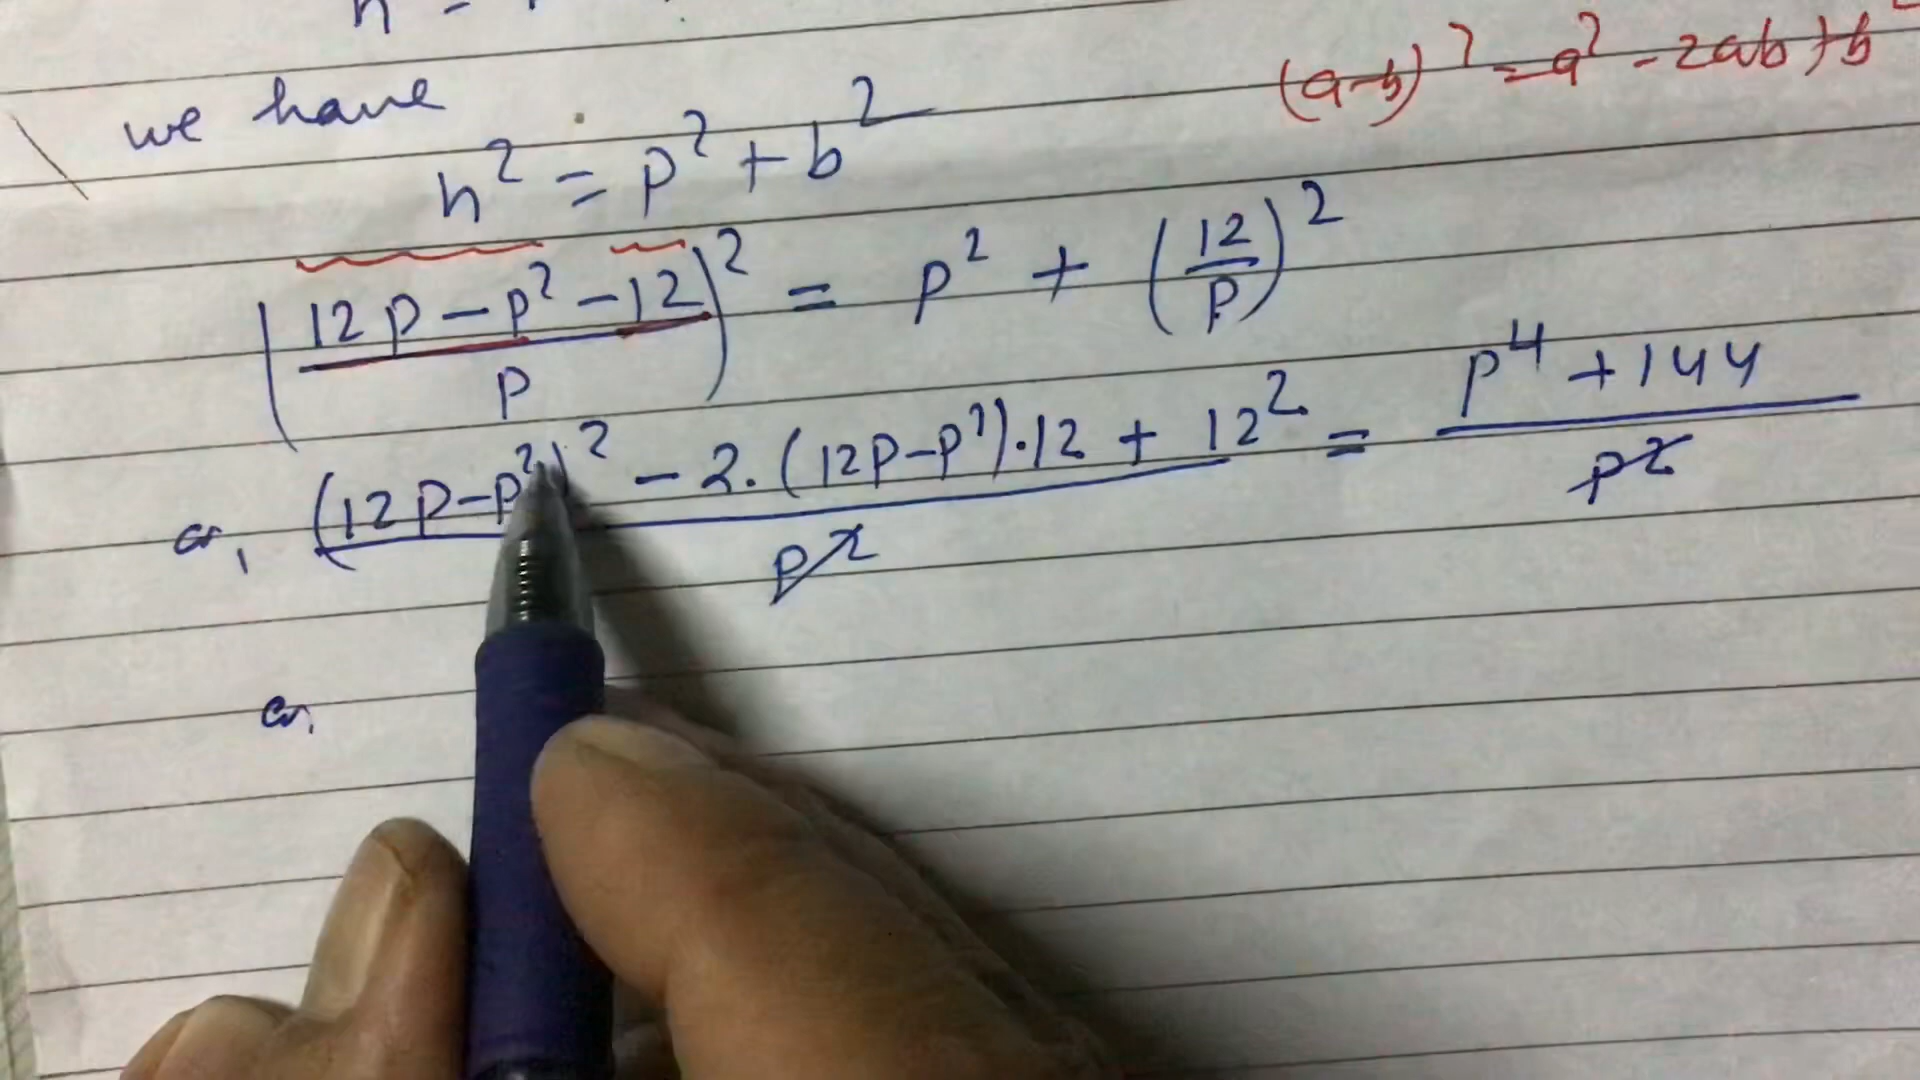 we have
(a-b)² = a² - 2ab + b²
h² = p² + b²
((12p - p² - 12)/p)² = p² + (12/p)²
or, ((12p-p²)² - 2.(12p-p²).12 + 12²)/p² = (p⁴ + 144)/p²
or,